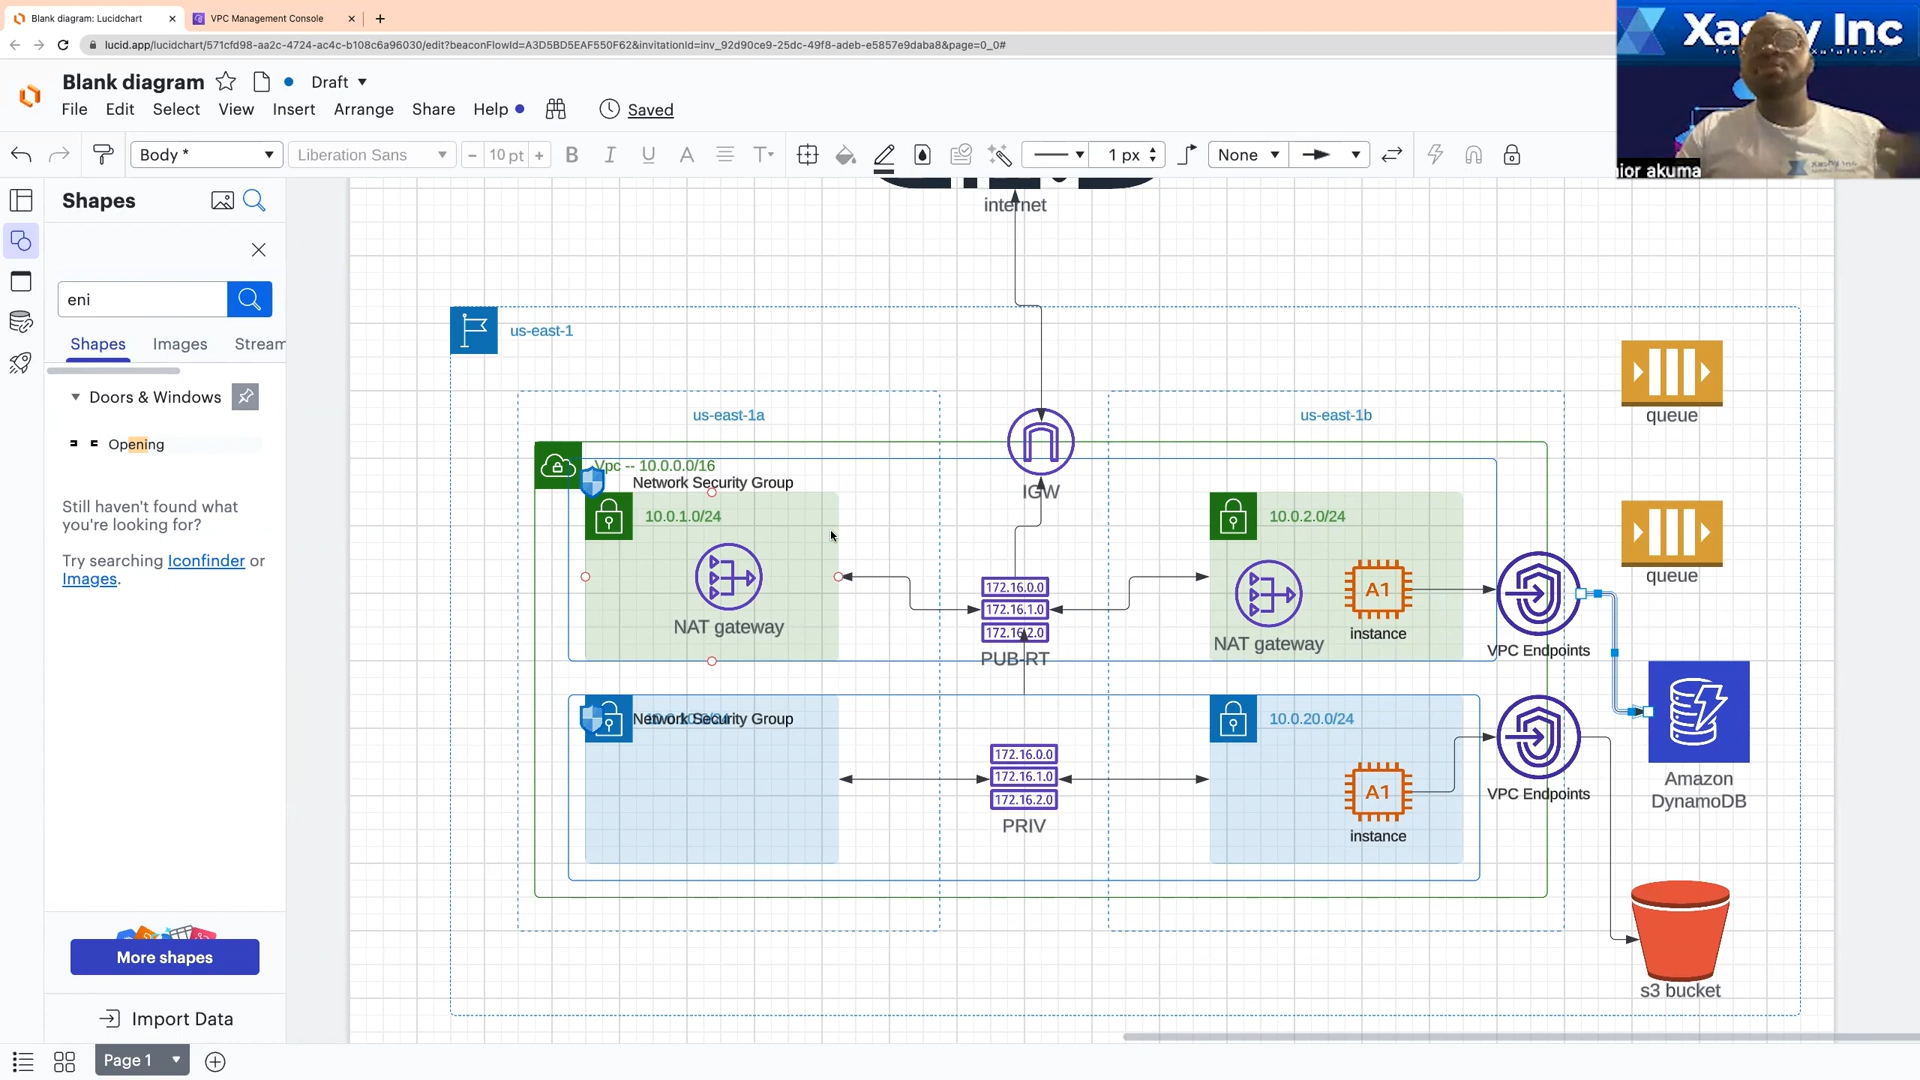 Blank diagram: Lucidchart
VPC Management Console
lucid.app/lucidchart/571cfd98-aa2c-4724-ac4c-b108c6a96030/edit?beaconFlowId=A3D5BD5EAF550F62&invitationId=inv_92d90ce9-25dc-49f8-adeb-e5857e9daba8&page=0_0#
Inc
ior akuma
Blank diagram
Draft
File Edit Select View Insert Arrange Share Help
Saved
Body *
Liberation Sans
10 pt
1 px
None
Shapes
eni
Shapes Images Stream
Doors & Windows
Opening
Still haven't found what
you're looking for?
Try searching Iconfinder or
Images.
More shapes
Import Data
Page 1
internet
us-east-1
us-east-1a
us-east-1b
Vpc -- 10.0.0.0/16
Network Security Group
IGW
10.0.1.0/24
10.0.2.0/24
NAT gateway
172.16.0.0
172.16.1.0
172.16.2.0
PUB-RT
NAT gateway
A1
instance
VPC Endpoints
Network Security Group
10.0.20.0/24
172.16.0.0
172.16.1.0
172.16.2.0
PRIV
A1
instance
VPC Endpoints
queue
queue
Amazon
DynamoDB
s3 bucket